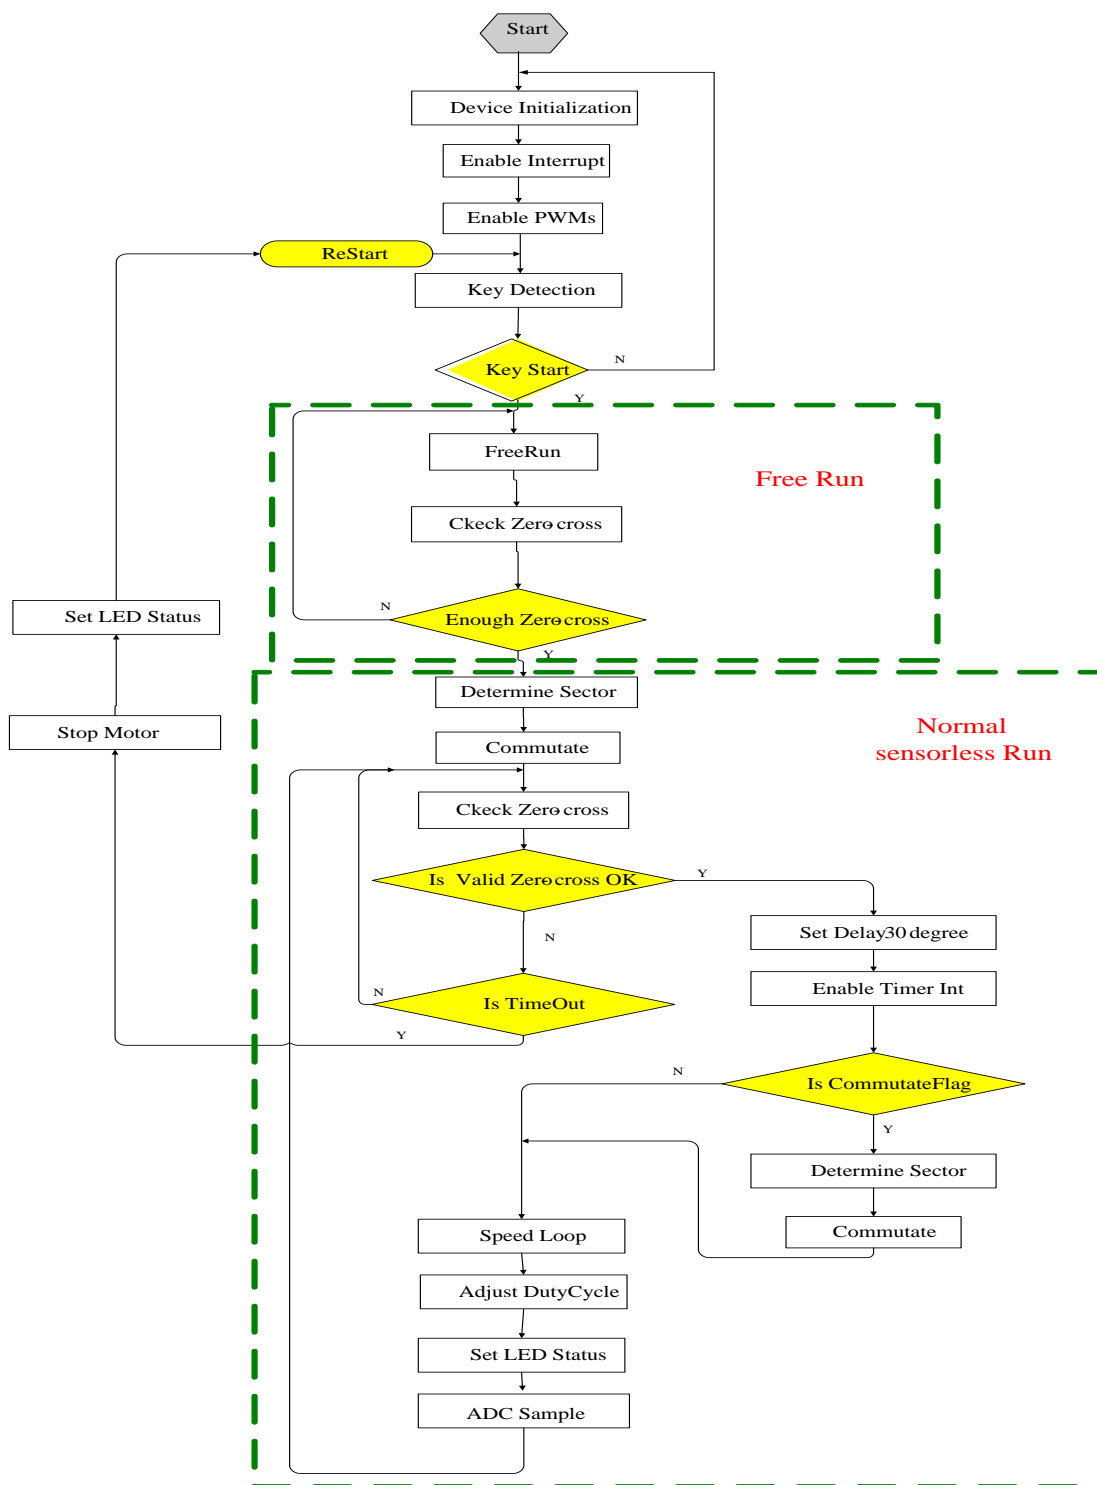 Start
Device Initialization
Enable Interrupt
Enable PWMs
ReStart
Key Detection
Key Start
N
Y
FreeRun
Free Run
Ckeck Zero-cross
Enough Zero-cross
N
Y
Set LED Status
Stop Motor
Determine Sector
Normal
sensorless Run
Commutate
Ckeck Zero-cross
Is Valid Zero-cross OK
Y
N
Set Delay30 degree
Enable Timer Int
Is TimeOut
N
Y
Is CommutateFlag
N
Y
Determine Sector
Commutate
Speed Loop
Adjust DutyCycle
Set LED Status
ADC Sample